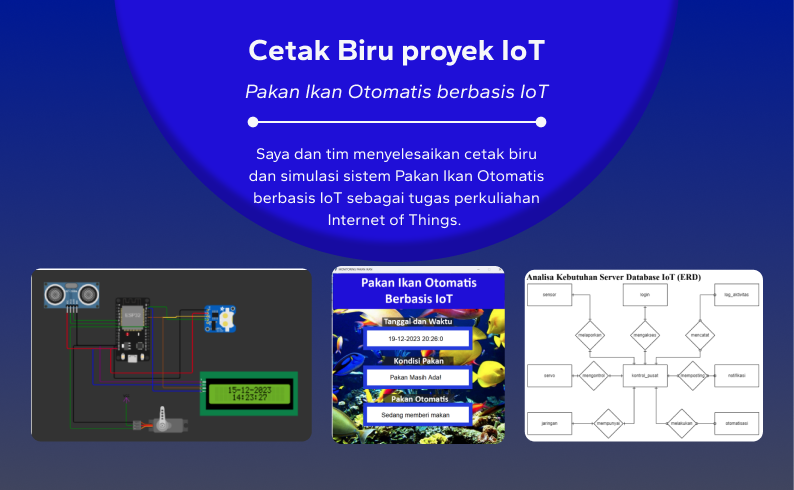 Cetak Biru proyek IoT
Pakan Ikan Otomatis berbasis IoT
Saya dan tim menyelesaikan cetak biru
dan simulasi sistem Pakan Ikan Otomatis
berbasis IoT sebagai tugas perkuliahan
Internet of Things.
ESP32
15-12-2023
14:23:27
Pakan Ikan Otomatis
Berbasis IoT
Tanggal dan Waktu
19-12-2023 20:26:0
Kondisi Pakan
Pakan Masih Ada!
Pakan Otomatis
Sedang memberi makan
Analisa Kebutuhan Server Database IoT (ERD)
sensor
login
log_aktivitas
melaporkan
mengakses
mencatat
servo
mengontrol
kontrol_pusat
memposting
notifikasi
jaringan
mempunyai
melakukan
otomatisasi